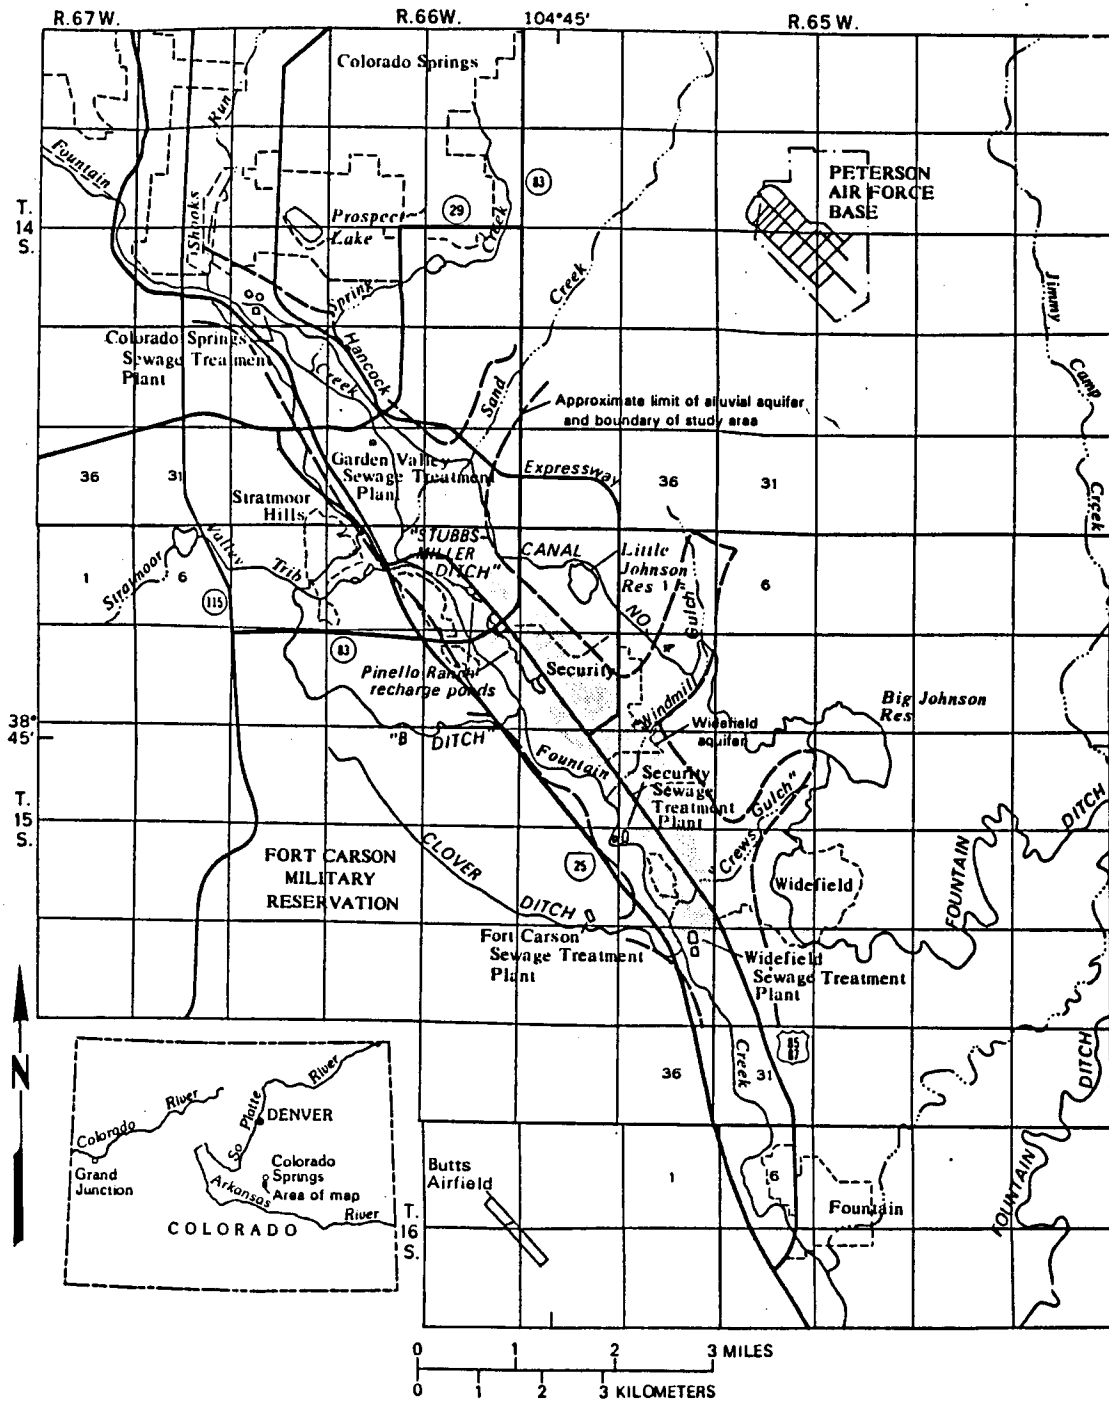 R.67W.
R.66W.
104°45'
R.65W.
Colorado Springs
Fountain
Run
Shooks
T.
14
S.
83
29
Prospect
Lake
Creek
Spring
Creek
PETERSON
AIR FORCE
BASE
Jimmy
Camp
Creek
Colorado Springs
Sewage Treatment
Plant
Creek
Hancock
Sand
Approximate limit of alluvial aquifer
and boundary of study area
36
31
Garden Valley
Sewage Treatment
Plant
Expressway
36
31
Stratmoor
Hills
"STUBBS-
MILLER
DITCH"
CANAL
NO.
Little
Johnson
Res
1
6
Stratmoor
Valley
Trib
1
6
115
83
Gulch
Windmill
Pinello Ranch
recharge ponds
Security
Big Johnson
Res
38°
45'
"B DITCH"
Fountain
Widefield
aquifer
Security
Sewage
Treatment
Plant
"Crews Gulch"
T.
15
S.
CLOVER
DITCH
25
FORT CARSON
MILITARY
RESERVATION
Widefield
FOUNTAIN
DITCH
Fort Carson
Sewage Treatment
Plant
Widefield
Sewage Treatment
Plant
N
85
87
Creek
36
31
DITCH
FOUNTAIN
Colorado
River
So Platte
River
DENVER
Grand
Junction
Colorado
Springs
Area of map
Arkansas
River
COLORADO
T.
16
S.
Butts
Airfield
1
6
Fountain
0 1 2 3 MILES
0 1 2 3 KILOMETERS